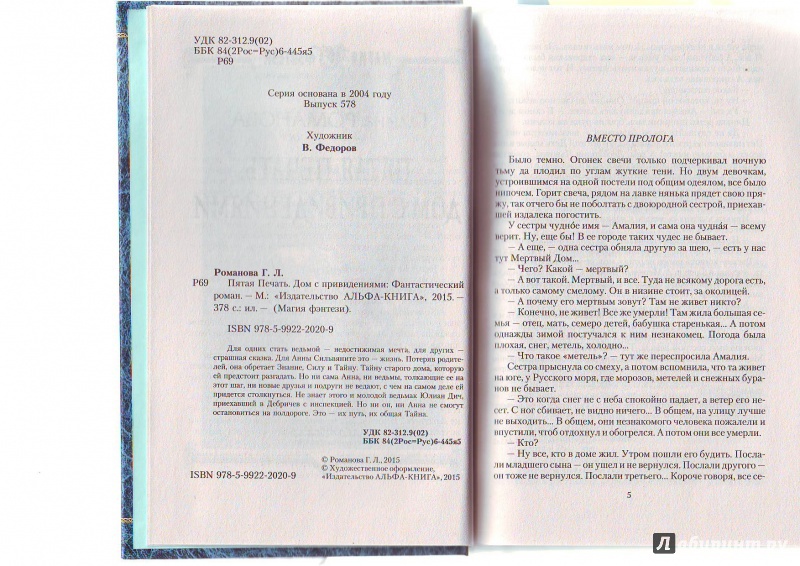 УДК 82-312.9(02)
ББК 84(2Рос=Рус)6-445я5
Р69
Серия основана в 2004 году
Выпуск 578
Художник
В. Федоров
Романова Г. Л.
Р69 Пятая Печать. Дом с привидениями: Фантастический
роман. — М.: «Издательство АЛЬФА-КНИГА», 2015. —
378 с.: ил. — (Магия фэнтези).
ISBN 978-5-9922-2020-9
Для одних стать ведьмой — недостижимая мечта, для других —
страшная сказка. Для Анны Сильвяните это — жизнь. Потеряв родите-
лей, она обретает Знание, Силу и Тайну. Тайну старого дома, которую
ей предстоит разгадать. Но ни сама Анна, ни ведьмы, толкающие ее на
этот шаг, ни новые друзья и подруги не ведают, с чем на самом деле ей
придется столкнуться. Не знает этого и молодой ведьмак Юлиан Дич,
приехавший в Дебричев с инспекцией. Но ни он, ни Анна не смогут
остановиться на полдороге. Это — их путь, их общая Тайна.
УДК 82-312.9(02)
ББК 84(2Рос=Рус)6-445я5
© Романова Г. Л., 2015
© Художественное оформление,
ISBN 978-5-9922-2020-9 «Издательство АЛЬФА-КНИГА», 2015
ВМЕСТО ПРОЛОГА
Было темно. Огонек свечи только подчеркивал ночную
тьму да плодил по углам жуткие тени. Но двум девочкам,
устроившимся на одной постели под общим одеялом, все было
нипочем. Горит свеча, рядом на лавке нянька прядет свою пря-
жу, так отчего бы не поболтать с двоюродной сестрой, приехав-
шей издалека погостить.
У сестры чудно́е имя — Амалия, и сама она чудна́я — всему
верит. Ну, еще бы! В ее городе таких чудес не бывает.
— А еще, — одна сестра обняла другую за шею, — есть у нас
тут Мертвый Дом...
— Чего? Какой — мертвый?
— А вот такой. Мертвый, и все. Туда не всякому дорога есть,
а только самому смелому. Он в низине стоит, за околицей.
— А почему его мертвым зовут? Там не живет никто?
— Конечно, не живет! Все же умерли! Там жила большая се-
мья — отец, мать, семеро детей, бабушка старенькая... А потом
однажды зимой постучался к ним незнакомец. Погода была
плохая, снег, метель, холодно...
— Что такое «метель»? — тут же переспросила Амалия.
Сестра прыснула со смеху, а потом вспомнила, что та живет
на юге, у Русского моря, где морозов, метелей и снежных бура-
нов не бывает.
— Это когда снег не с неба спокойно падает, а ветер его не-
сет. С ног сбивает, не видно ничего... В общем, на улицу лучше
не выходить... В общем, они незнакомого человека пожалели и
впустили, чтоб отдохнул и обогрелся. А потом они все умерли.
— Кто?
— Ну все, кто в доме жил. Утром пошли его будить. Посла-
ли младшего сына — он ушел и не вернулся. Послали другого —
он тоже не вернулся. Послали третьего... Короче говоря, все се-
5
Лабиринт.ру